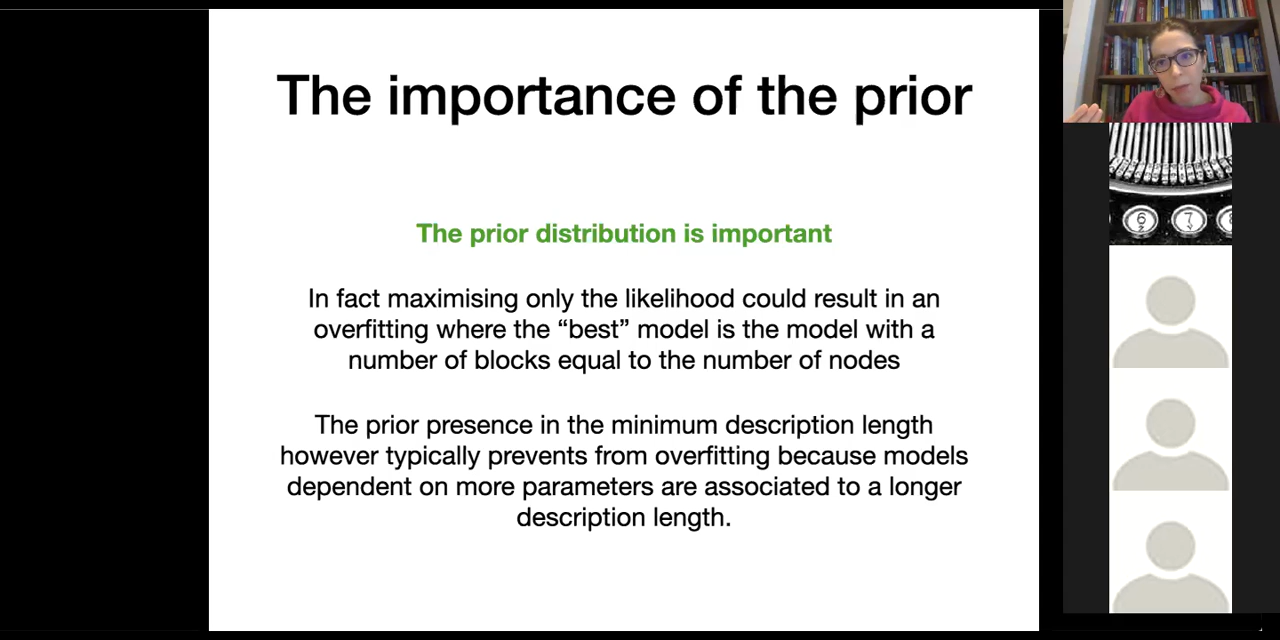 The importance of the prior
The prior distribution is important
In fact maximising only the likelihood could result in an
overfitting where the “best” model is the model with a
number of blocks equal to the number of nodes
The prior presence in the minimum description length
however typically prevents from overfitting because models
dependent on more parameters are associated to a longer
description length.
6
7